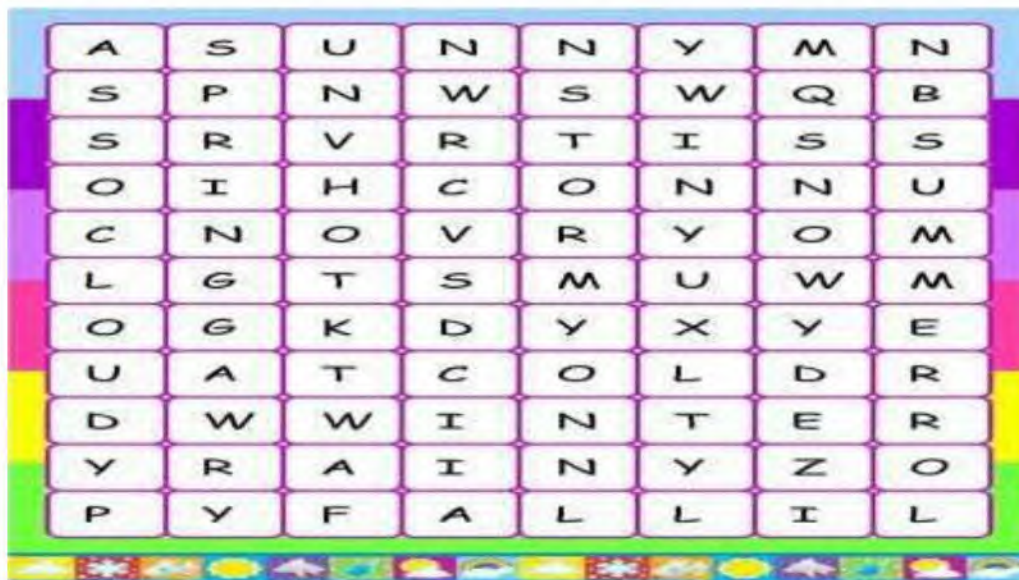 A S U N N Y M N
S P N W S W Q B
S R V R T I S S
O I H C O N N U
C N O V R Y O M
L G T S M U W M
O G K D Y X Y E
U A T C O L D R
D W W I N T E R
Y R A I N Y Z O
P Y F A L L I L